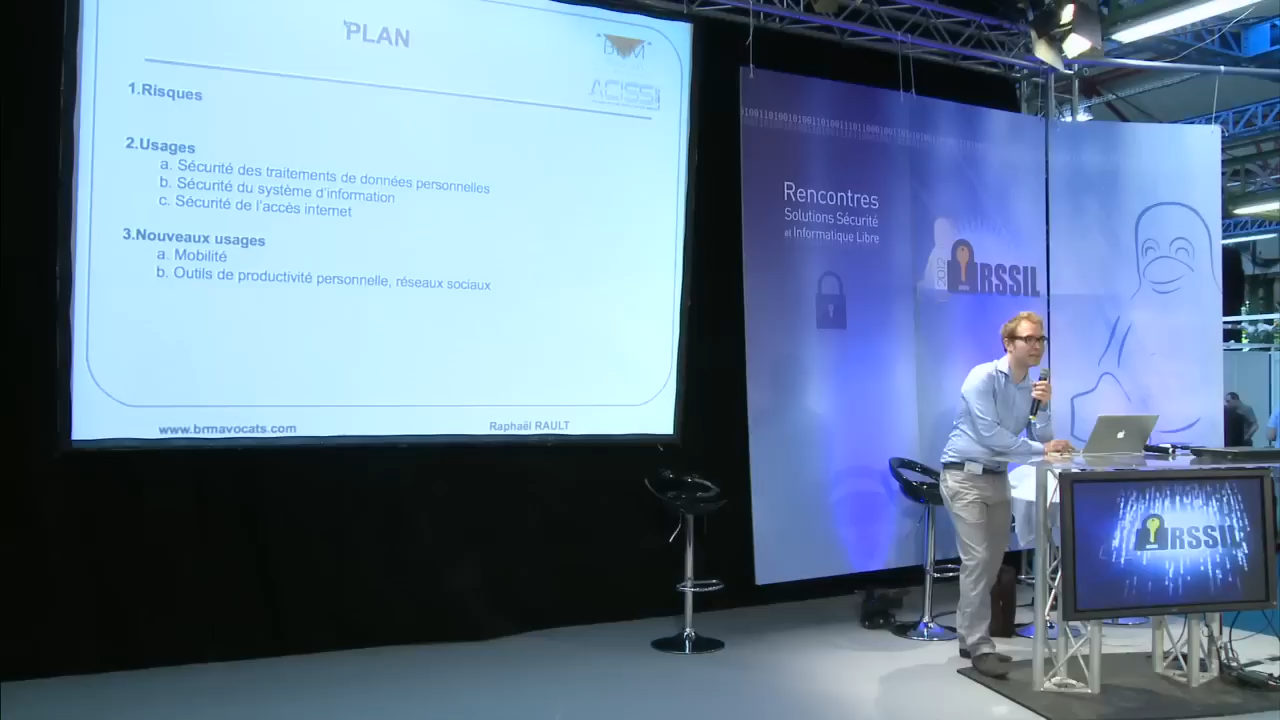 PLAN
BRM
ACISSI
1.Risques
2.Usages
a. Sécurité des traitements de données personnelles
b. Sécurité du système d'information
c. Sécurité de l'accès internet
3.Nouveaux usages
a. Mobilité
b. Outils de productivité personnelle, réseaux sociaux
www.brmavocats.com
Raphaël RAULT
Rencontres
Solutions Sécurité
et Informatique Libre
2012
RSSIL
RSSIL